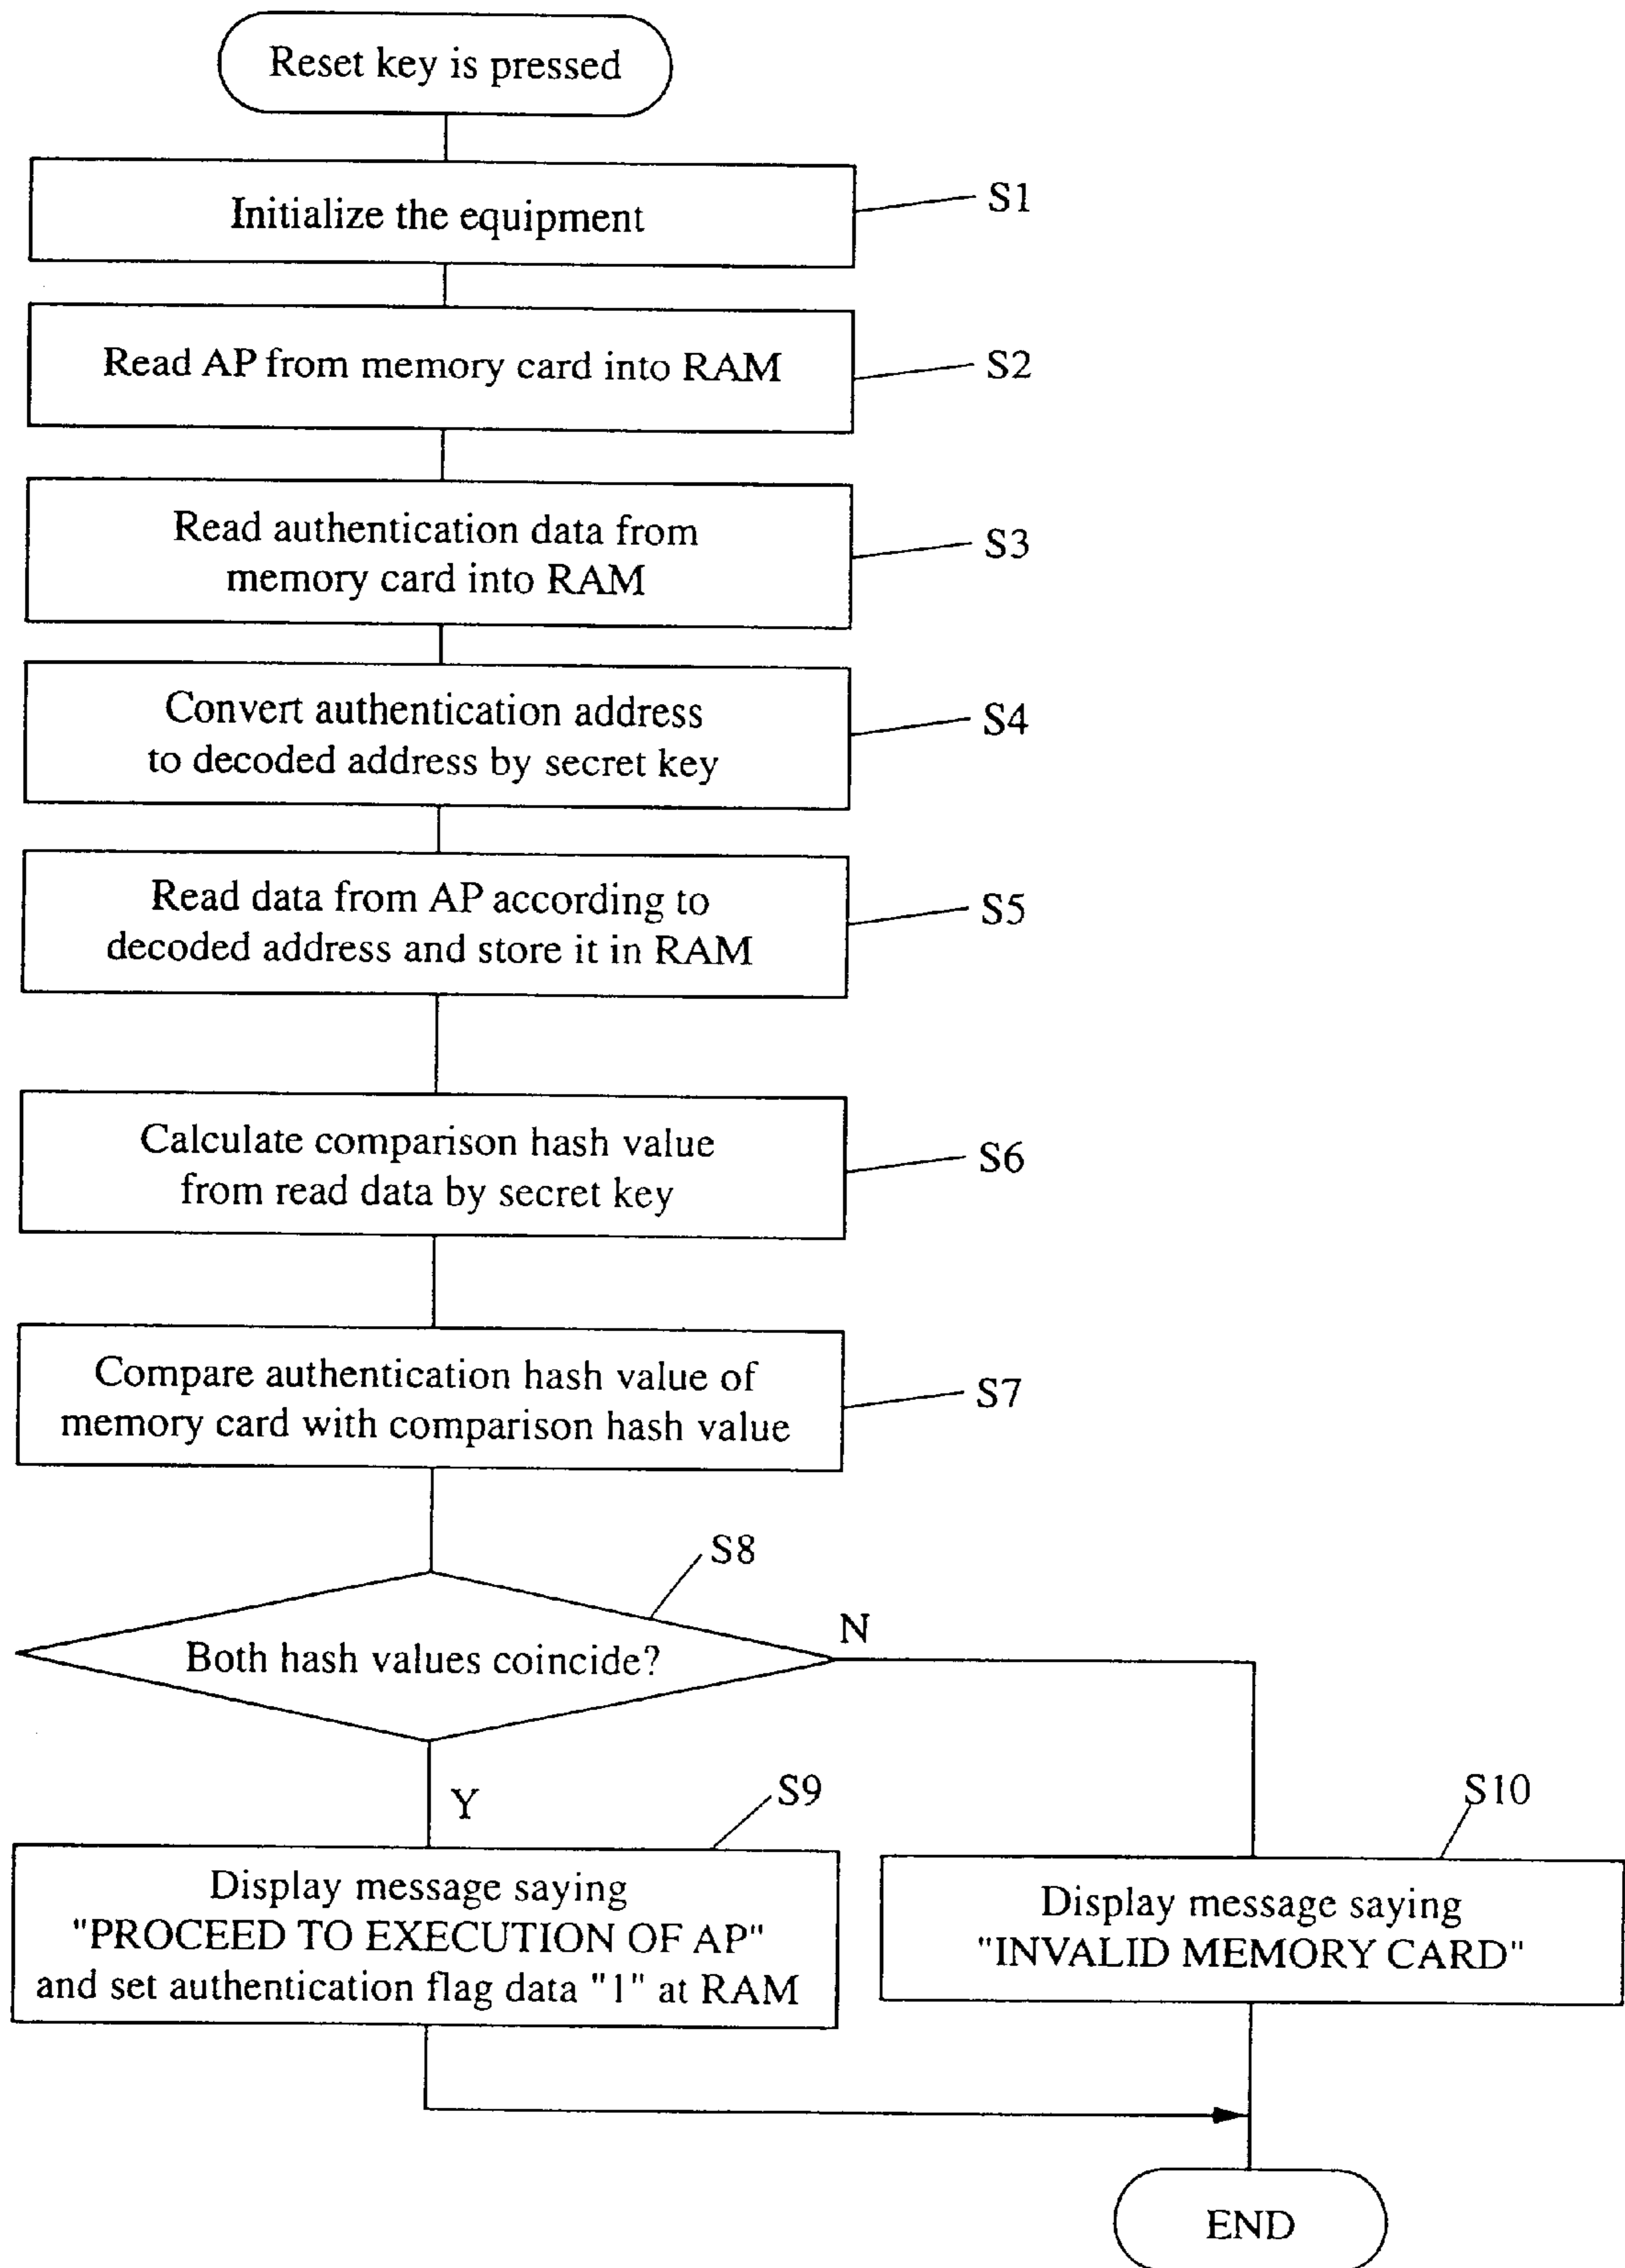 Reset key is pressed
Initialize the equipment
S1
Read AP from memory card into RAM
S2
Read authentication data from
memory card into RAM
S3
Convert authentication address
to decoded address by secret key
S4
Read data from AP according to
decoded address and store it in RAM
S5
Calculate comparison hash value
from read data by secret key
S6
Compare authentication hash value of
memory card with comparison hash value
S7
S8
Both hash values coincide?
N
Y
S9
Display message saying
"PROCEED TO EXECUTION OF AP"
and set authentication flag data "1" at RAM
S10
Display message saying
"INVALID MEMORY CARD"
END